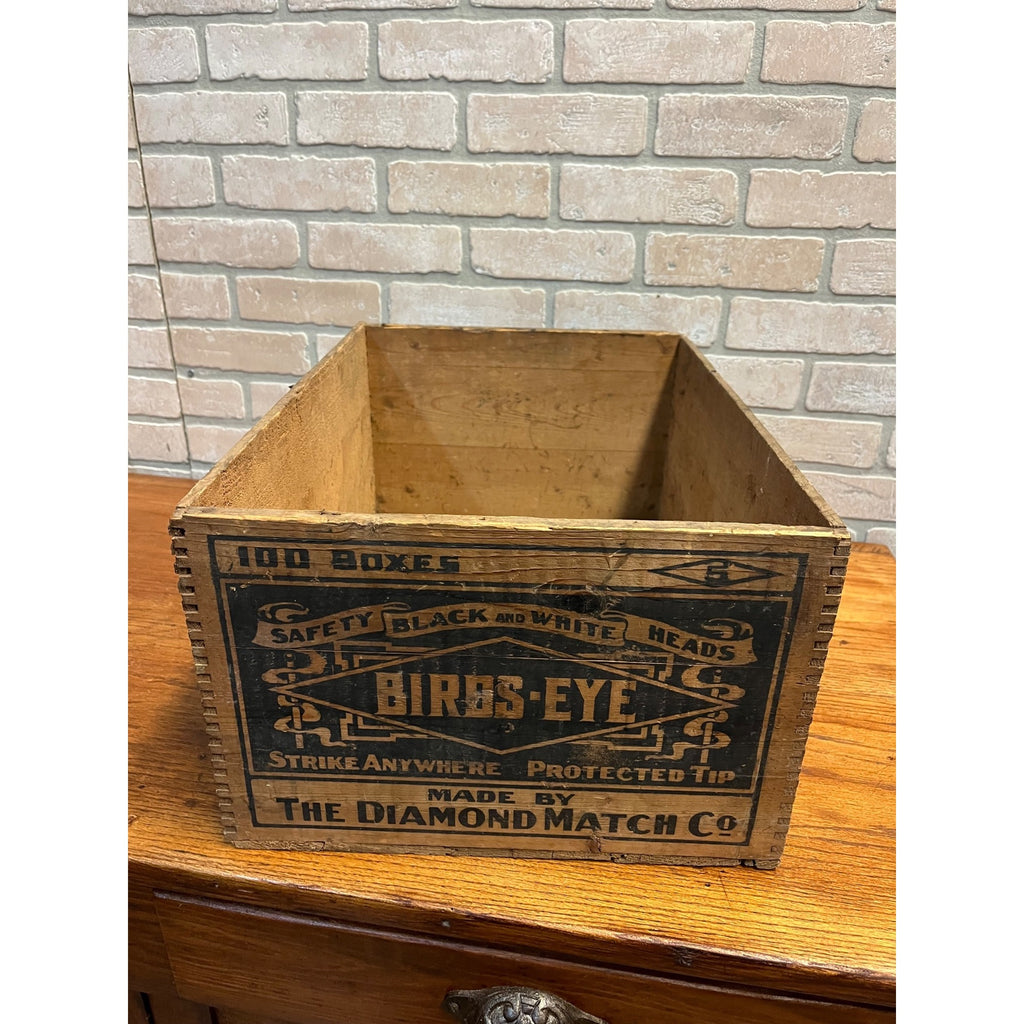 100 BOXES
SAFETY BLACK AND WHITE HEADS
BIRDS-EYE
STRIKE ANYWHERE PROTECTED TIP
MADE BY
THE DIAMOND MATCH CO